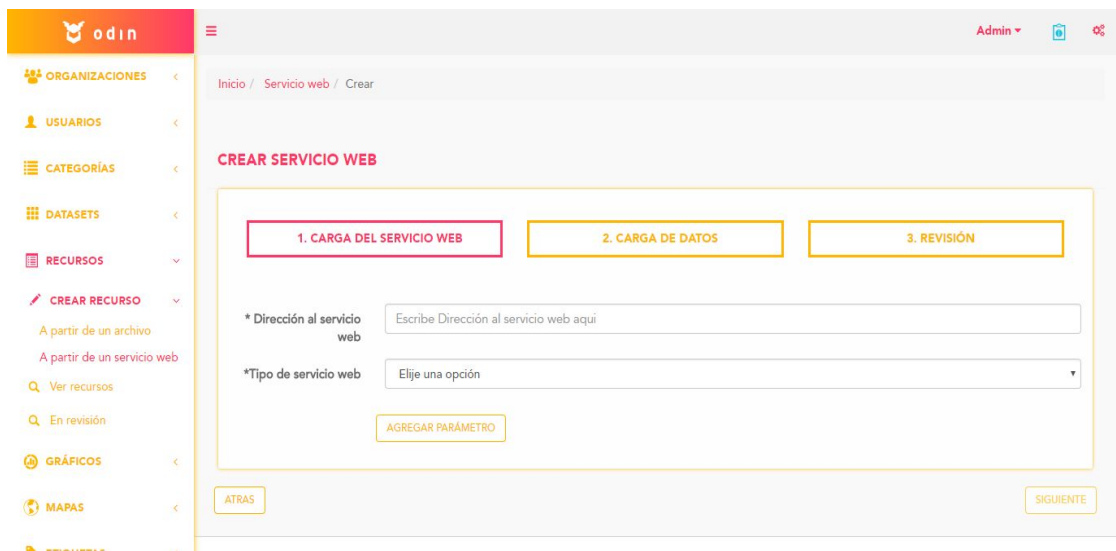 odin
Admin
ORGANIZACIONES
Inicio / Servicio web / Crear
USUARIOS
CREAR SERVICIO WEB
CATEGORÍAS
DATASETS
1. CARGA DEL SERVICIO WEB
2. CARGA DE DATOS
3. REVISIÓN
RECURSOS
CREAR RECURSO
A partir de un archivo
A partir de un servicio web
Ver recursos
En revisión
* Dirección al servicio
web
Escribe Dirección al servicio web aqui
*Tipo de servicio web
Elije una opción
AGREGAR PARÁMETRO
GRÁFICOS
MAPAS
ATRAS
SIGUIENTE
ETIQUETAS